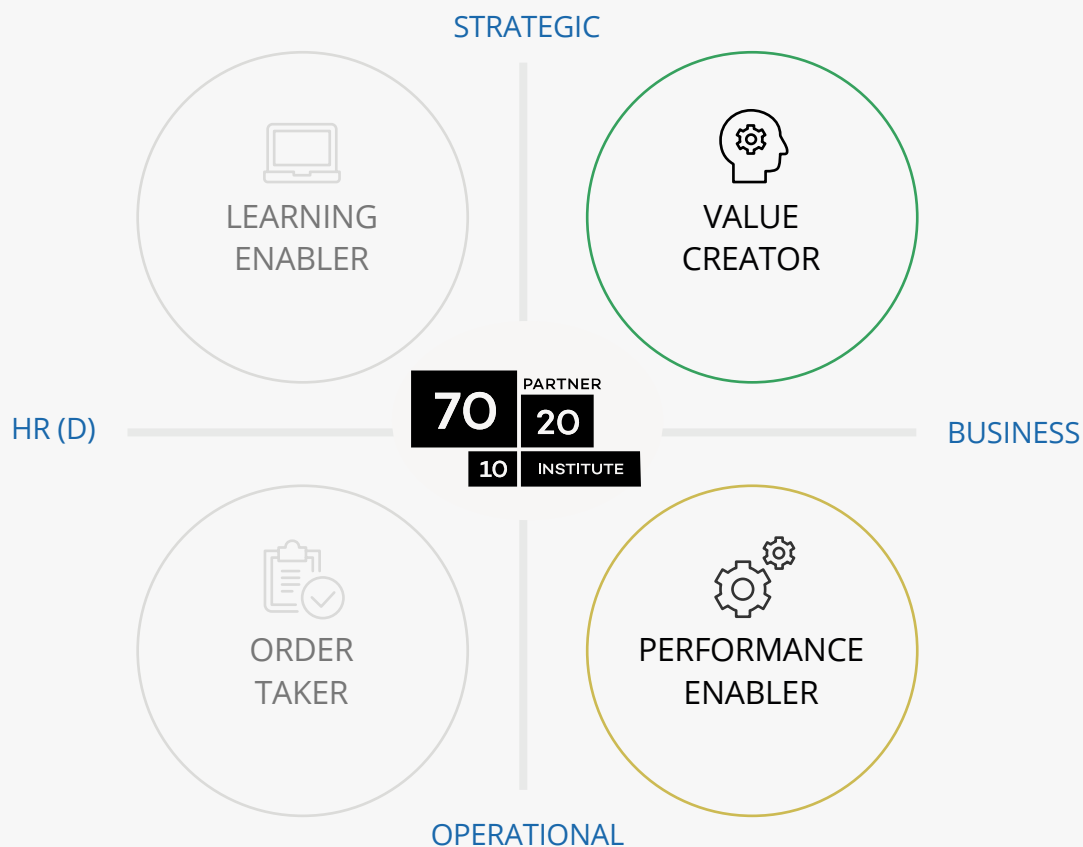 STRATEGIC
LEARNING
ENABLER
VALUE
CREATOR
HR (D)
70
PARTNER
20
10
INSTITUTE
BUSINESS
ORDER
TAKER
PERFORMANCE
ENABLER
OPERATIONAL